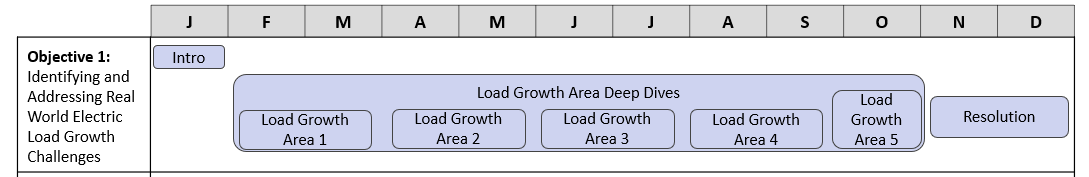 J F M A M J J A S O N D
Objective 1:
Identifying and
Addressing Real
World Electric
Load Growth
Challenges
Intro
Load Growth Area Deep Dives
Load Growth
Area 1
Load Growth
Area 2
Load Growth
Area 3
Load Growth
Area 4
Load
Growth
Area 5
Resolution